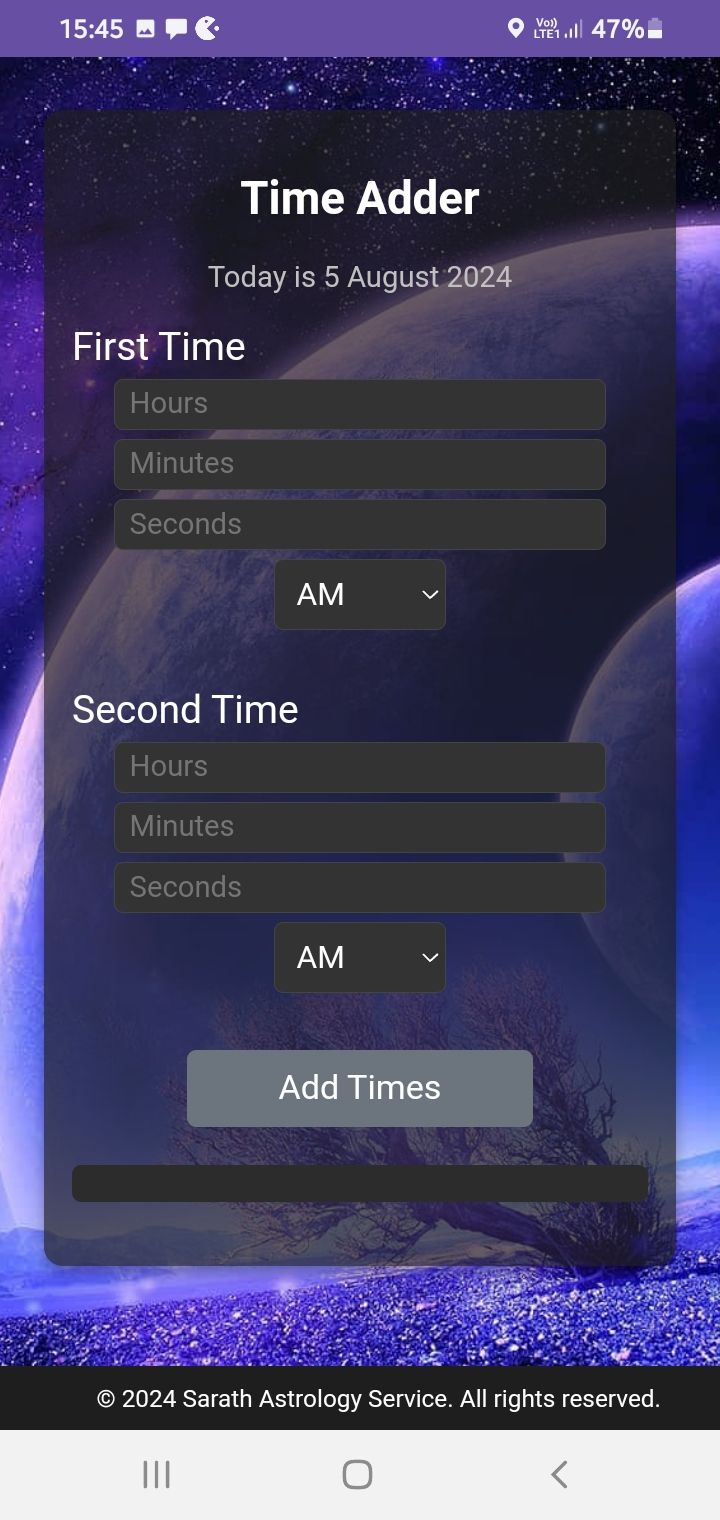 15:45
Vo)) LTE1 47%
Time Adder
Today is 5 August 2024
First Time
Hours
Minutes
Seconds
AM
Second Time
Hours
Minutes
Seconds
AM
Add Times
© 2024 Sarath Astrology Service. All rights reserved.